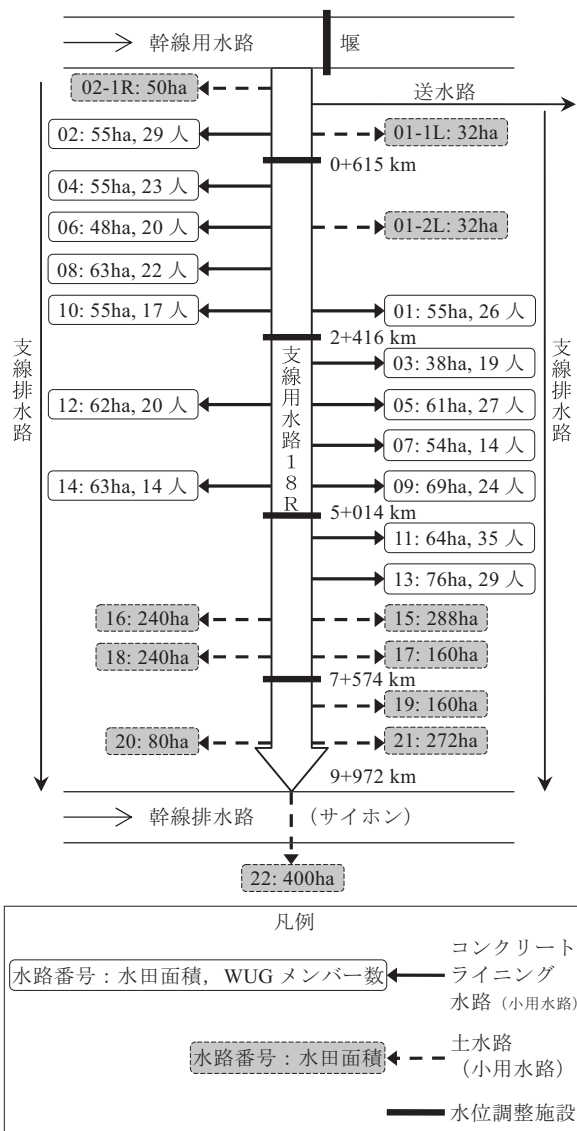 幹線用水路
堰
02-1R: 50ha
送水路
02: 55ha, 29 人
01-1L: 32ha
0+615 km
04: 55ha, 23 人
06: 48ha, 20 人
01-2L: 32ha
08: 63ha, 22 人
10: 55ha, 17 人
01: 55ha, 26 人
2+416 km
支線排水路
支線用水路18R
支線排水路
03: 38ha, 19 人
12: 62ha, 20 人
05: 61ha, 27 人
07: 54ha, 14 人
14: 63ha, 14 人
09: 69ha, 24 人
5+014 km
11: 64ha, 35 人
13: 76ha, 29 人
16: 240ha
15: 288ha
18: 240ha
17: 160ha
7+574 km
19: 160ha
20: 80ha
21: 272ha
9+972 km
幹線排水路
(サイホン)
22: 400ha
凡例
水路番号：水田面積，WUG メンバー数
コンクリート
ライニング
水路 (小用水路)
水路番号：水田面積
土水路
(小用水路)
水位調整施設